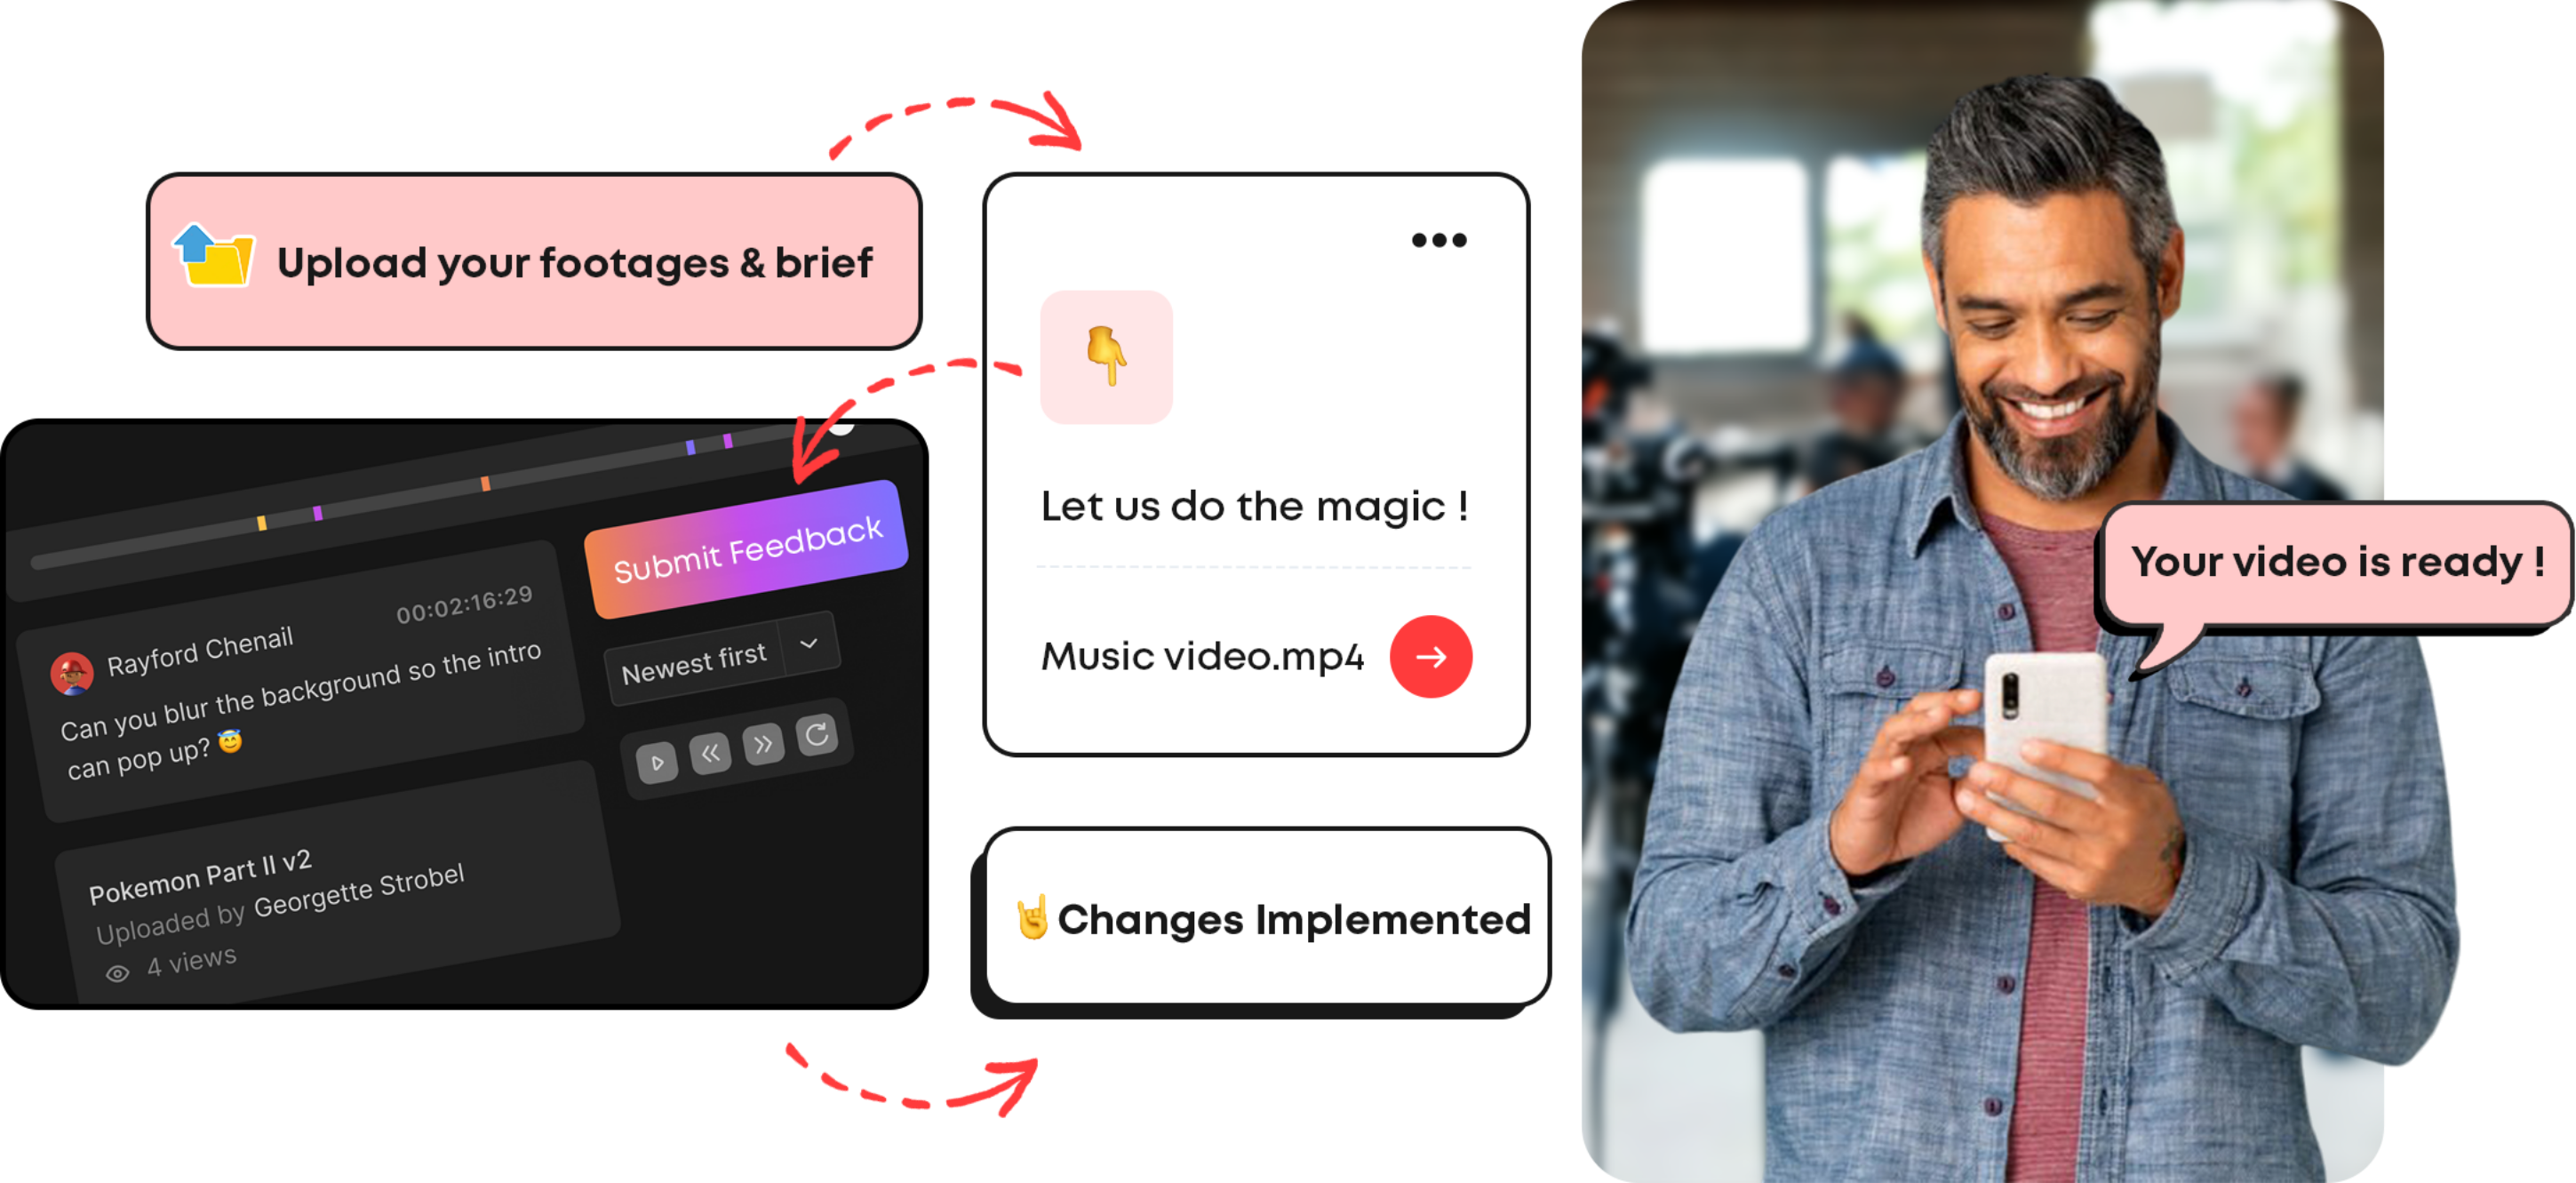 Upload your footages & brief
Let us do the magic !
Music video.mp4
Submit Feedback
00:02:16:29
Rayford Chenail
Can you blur the background so the intro
can pop up? 😇
Newest first
Pokemon Part II v2
Uploaded by Georgette Strobel
4 views
🤘Changes Implemented
Your video is ready !